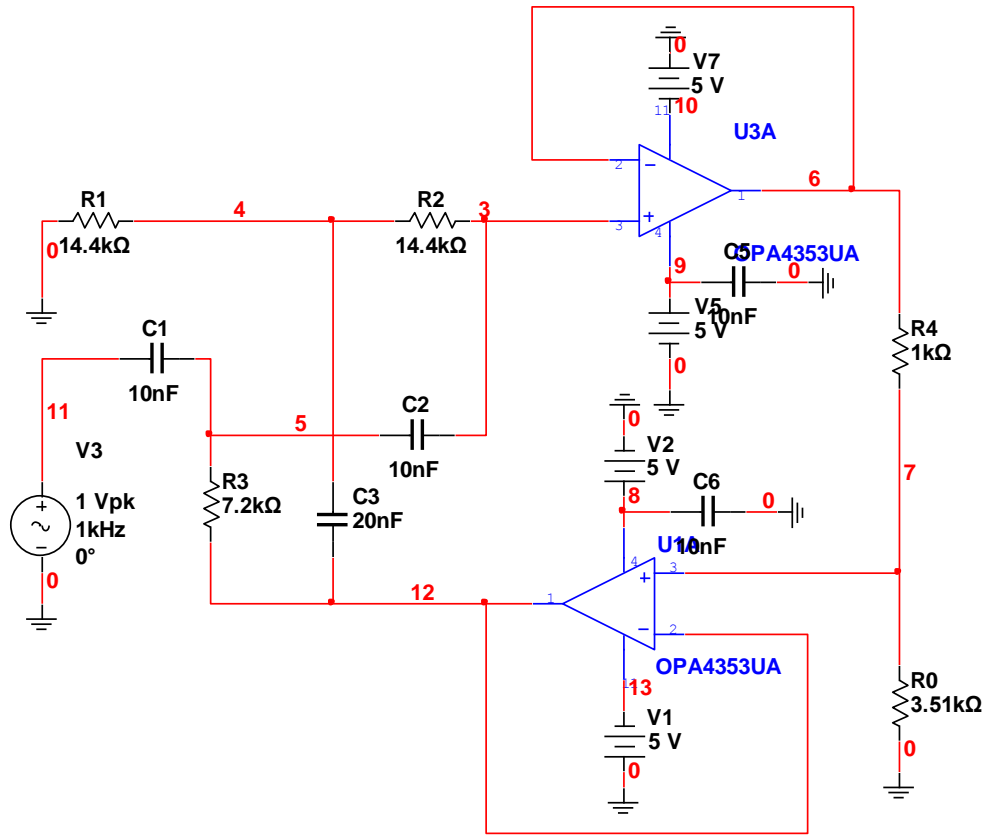 0
V7
5 V
11
10
U3A
2
−
6
1
R1
4
R2
3
14.4kΩ
14.4kΩ
0
+
3
4
9
C5
OPA4353UA
0
V5
10nF
5 V
0
R4
1kΩ
C1
10nF
11
C2
5
10nF
0
V2
5 V
8
7
V3
+
1 Vpk
1kHz
0°
−
0
R3
7.2kΩ
C3
20nF
C6
0
10nF
U1A
4
+
3
12
1
−
2
OPA4353UA
13
R0
3.51kΩ
0
V1
5 V
0